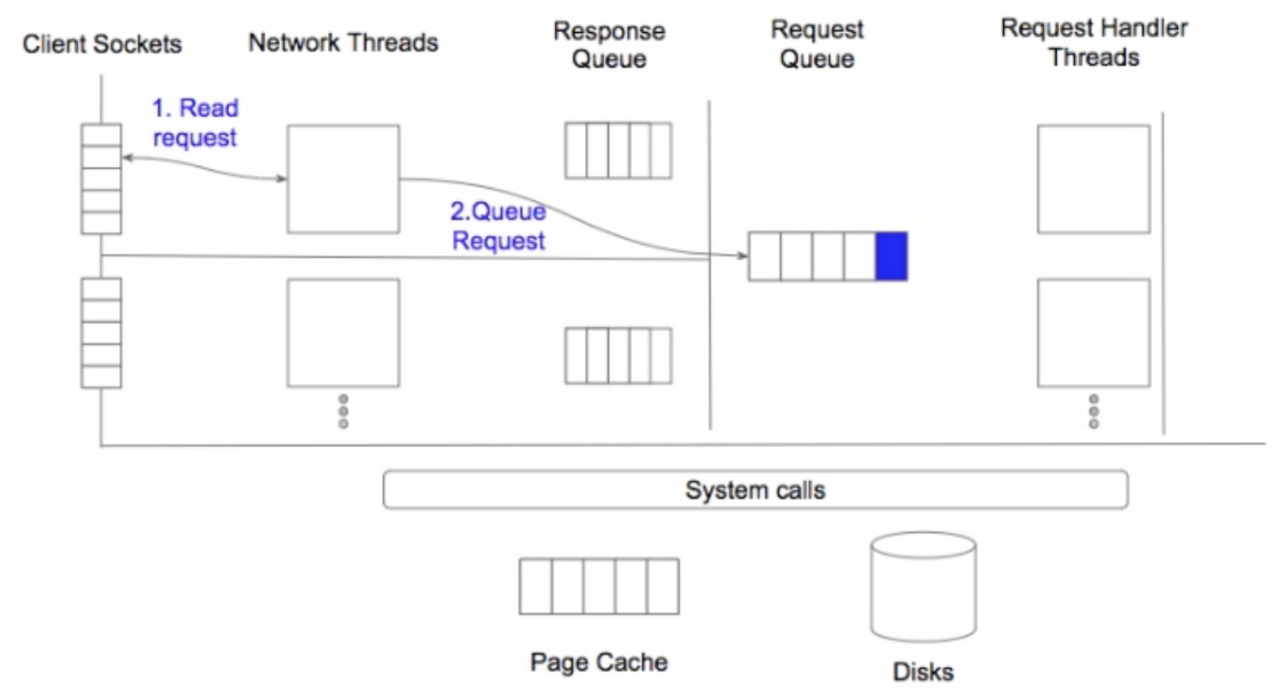 Client Sockets
Network Threads
Response
Queue
Request
Queue
Request Handler
Threads
1. Read
request
2.Queue
Request
System calls
Page Cache
Disks